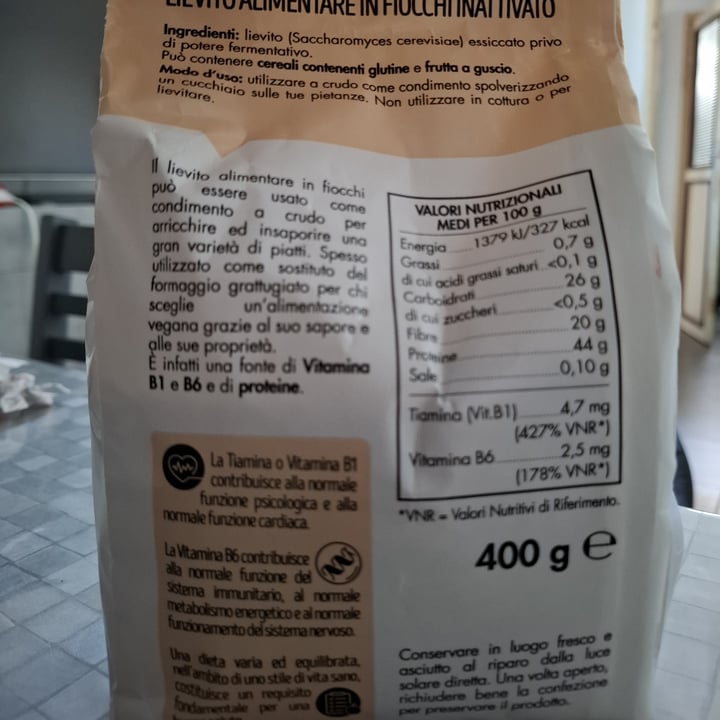 LIEVITO ALIMENTARE IN FIOCCHI INATTIVATO
Ingredienti: lievito (Saccharomyces cerevisiae) essiccato privo
di potere fermentativo.
Può contenere cereali contenenti glutine e frutta a guscio.
Modo d'uso: utilizzare a crudo come condimento spolverizzando
un cucchiaio sulle tue pietanze. Non utilizzare in cottura o per
lievitare.
Il lievito alimentare in fiocchi
può essere usato come
condimento a crudo per
arricchire ed insaporire una
gran varietà di piatti. Spesso
utilizzato come sostituto del
formaggio grattugiato per chi
sceglie un'alimentazione
vegana grazie al suo sapore e
alle sue proprietà.
È infatti una fonte di Vitamina
B1 e B6 e di proteine.
La Tiamina o Vitamina B1
contribuisce alla normale
funzione psicologica e alla
normale funzione cardiaca.
La Vitamina B6 contribuisce
alla normale funzione del
sistema immunitario, al normale
metabolismo energetico e al normale
funzionamento del sistema nervoso.
Una dieta varia ed equilibrata,
nell'ambito di uno stile di vita sano,
costituisce un requisito
fondamentale per una
VALORI NUTRIZIONALI
MEDI PER 100 g
Energia 1379 kJ/327 kcal
Grassi 0,7 g
di cui acidi grassi saturi <0,1 g
Carboidrati 26 g
di cui zuccheri <0,5 g
Fibre 20 g
Proteine 44 g
Sale 0,10 g
Tiamina (Vit.B1) 4,7 mg
(427% VNR*)
Vitamina B6 2,5 mg
(178% VNR*)
*VNR = Valori Nutritivi di Riferimento.
400 g e
Conservare in luogo fresco e
asciutto al riparo dalla luce
solare diretta. Una volta aperto,
richiudere bene la confezione
per preservare il prodotto.